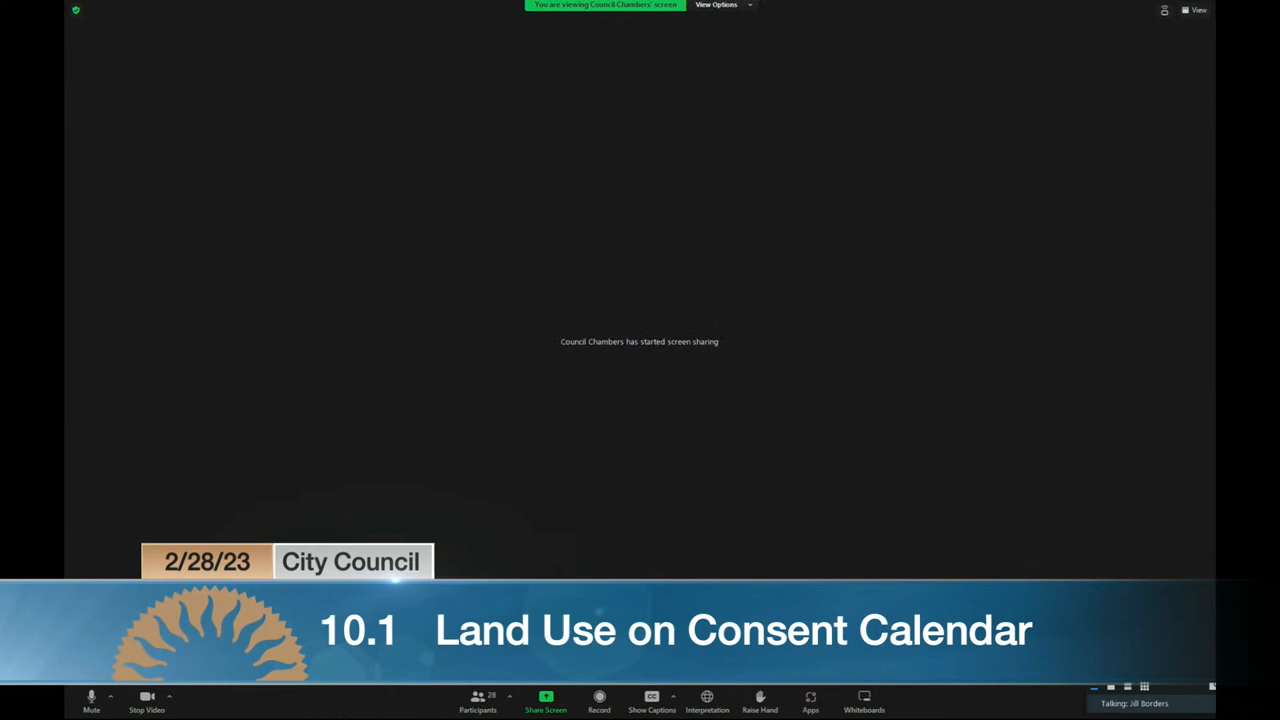 You are viewing Council Chambers' screen
View Options
View
Council Chambers has started screen sharing
2/28/23
City Council
10.1 Land Use on Consent Calendar
Mute
Stop Video
28
Participants
Share Screen
Record
CC
Show Captions
Interpretation
Raise Hand
Apps
Whiteboards
Talking: Jill Borders